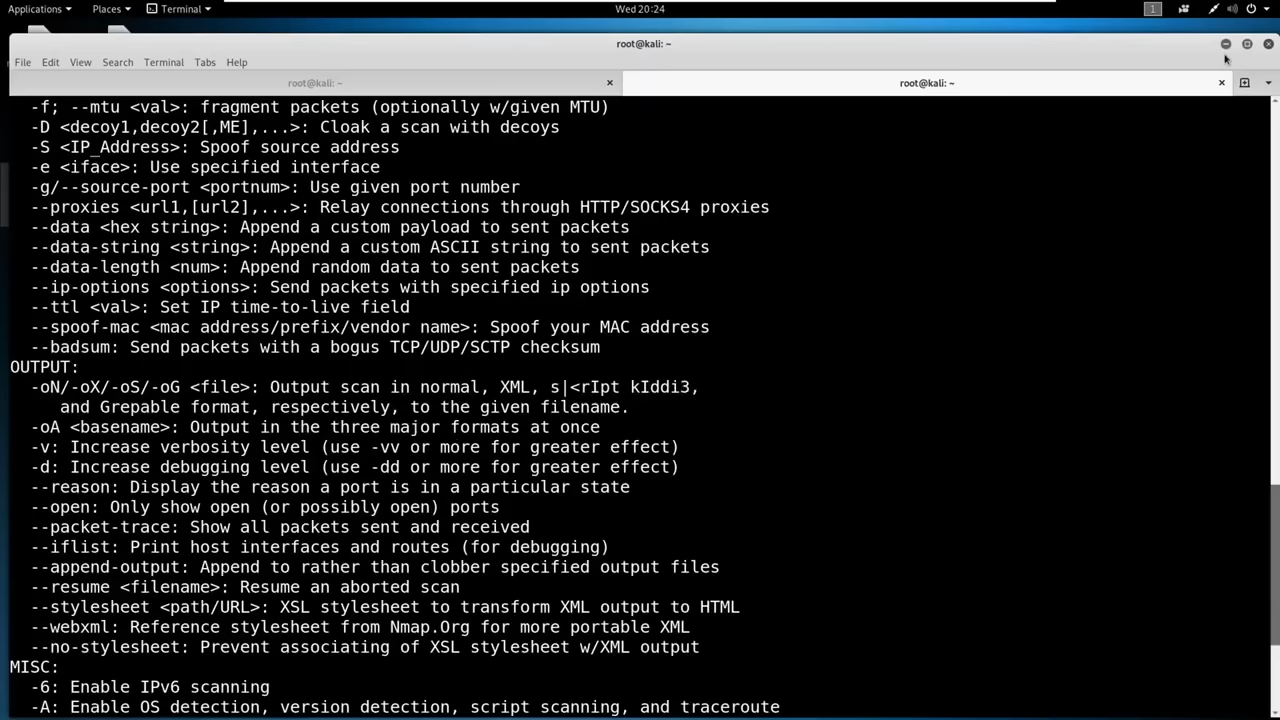 Applications Places Terminal Wed 20:24 1
root@kali: ~
File Edit View Search Terminal Tabs Help
root@kali: ~ root@kali: ~
-f; --mtu <val>: fragment packets (optionally w/given MTU)
-D <decoy1,decoy2[,ME],...>: Cloak a scan with decoys
-S <IP_Address>: Spoof source address
-e <iface>: Use specified interface
-g/--source-port <portnum>: Use given port number
--proxies <url1,[url2],...>: Relay connections through HTTP/SOCKS4 proxies
--data <hex string>: Append a custom payload to sent packets
--data-string <string>: Append a custom ASCII string to sent packets
--data-length <num>: Append random data to sent packets
--ip-options <options>: Send packets with specified ip options
--ttl <val>: Set IP time-to-live field
--spoof-mac <mac address/prefix/vendor name>: Spoof your MAC address
--badsum: Send packets with a bogus TCP/UDP/SCTP checksum
OUTPUT:
-oN/-oX/-oS/-oG <file>: Output scan in normal, XML, s|<rIpt kIddi3,
and Grepable format, respectively, to the given filename.
-oA <basename>: Output in the three major formats at once
-v: Increase verbosity level (use -vv or more for greater effect)
-d: Increase debugging level (use -dd or more for greater effect)
--reason: Display the reason a port is in a particular state
--open: Only show open (or possibly open) ports
--packet-trace: Show all packets sent and received
--iflist: Print host interfaces and routes (for debugging)
--append-output: Append to rather than clobber specified output files
--resume <filename>: Resume an aborted scan
--stylesheet <path/URL>: XSL stylesheet to transform XML output to HTML
--webxml: Reference stylesheet from Nmap.Org for more portable XML
--no-stylesheet: Prevent associating of XSL stylesheet w/XML output
MISC:
-6: Enable IPv6 scanning
-A: Enable OS detection, version detection, script scanning, and traceroute